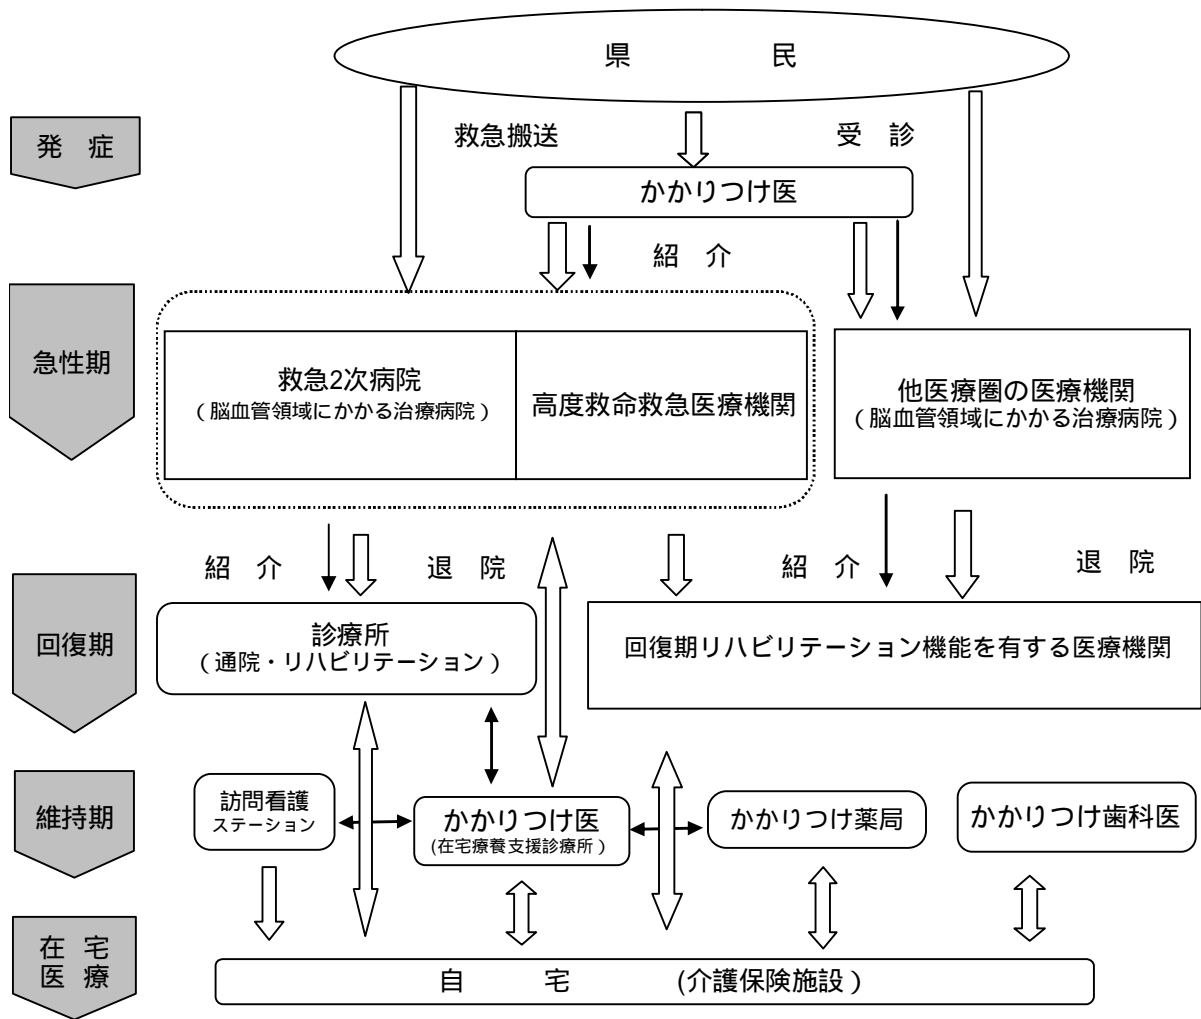 県　民
発　症
救急搬送
受　診
かかりつけ医
紹　介
急性期
救急2次病院
（脳血管領域にかかる治療病院）
高度救命救急医療機関
他医療圏の医療機関
（脳血管領域にかかる治療病院）
紹　介
退　院
紹　介
退　院
回復期
診療所
（通院・リハビリテーション）
回復期リハビリテーション機能を有する医療機関
維持期
訪問看護
ステーション
かかりつけ医
(在宅療養支援診療所）
かかりつけ薬局
かかりつけ歯科医
在　宅
医　療
自　宅　(介護保険施設）